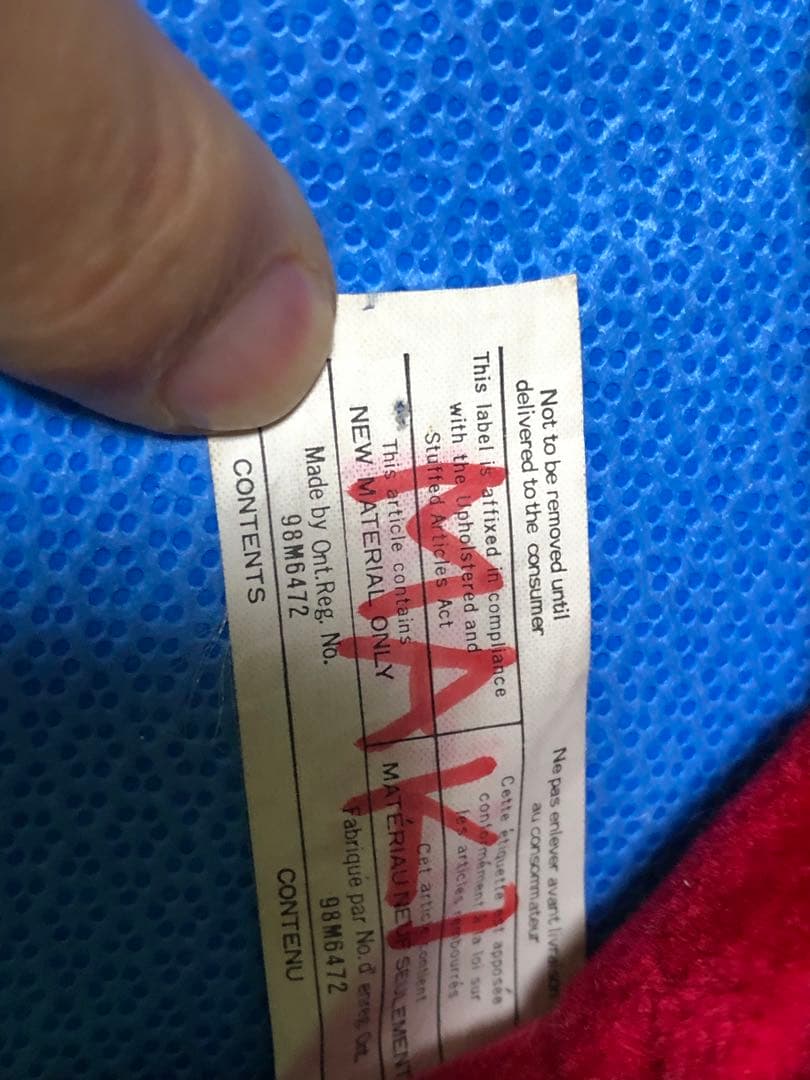 Not to be removed until
delivered to the consumer
This label is affixed in compliance
with the Upholstered and
Stuffed Articles Act
This article contains
NEW MATERIAL ONLY
Made by Ont.Reg. No.
98M6472
CONTENTS
Ne pas enlever avant livraison
au consommateur
Cette étiquette est apposée
conformément à la loi sur
les articles rembourrés
Cet article contient
MATÉRIAU NEUF SEULEMENT
Fabriqué par No. d' enreg. Ont.
98M6472
CONTENU
MAKI